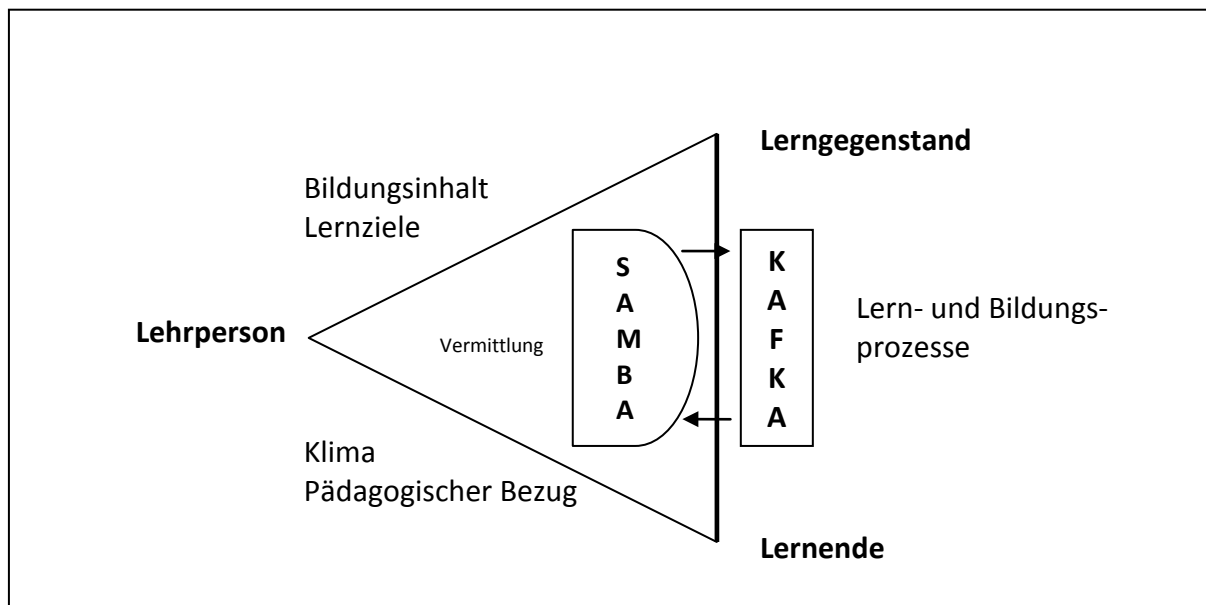 Lerngegenstand
Bildungsinhalt
Lernziele
Lehrperson
Vermittlung
S
A
M
B
A
K
A
F
K
A
Lern- und Bildungs-
prozesse
Klima
Pädagogischer Bezug
Lernende